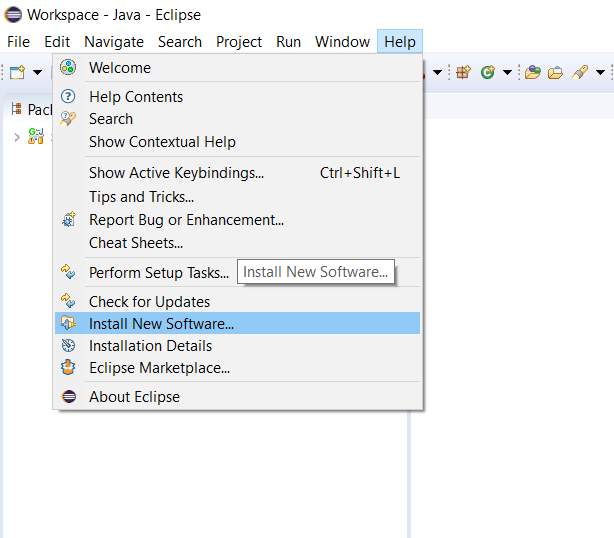 Workspace - Java - Eclipse
File Edit Navigate Search Project Run Window Help
Welcome
Help Contents
Search
Show Contextual Help
Show Active Keybindings... Ctrl+Shift+L
Tips and Tricks...
Report Bug or Enhancement...
Cheat Sheets...
Perform Setup Tasks... Install New Software...
Check for Updates
Install New Software...
Installation Details
Eclipse Marketplace...
About Eclipse